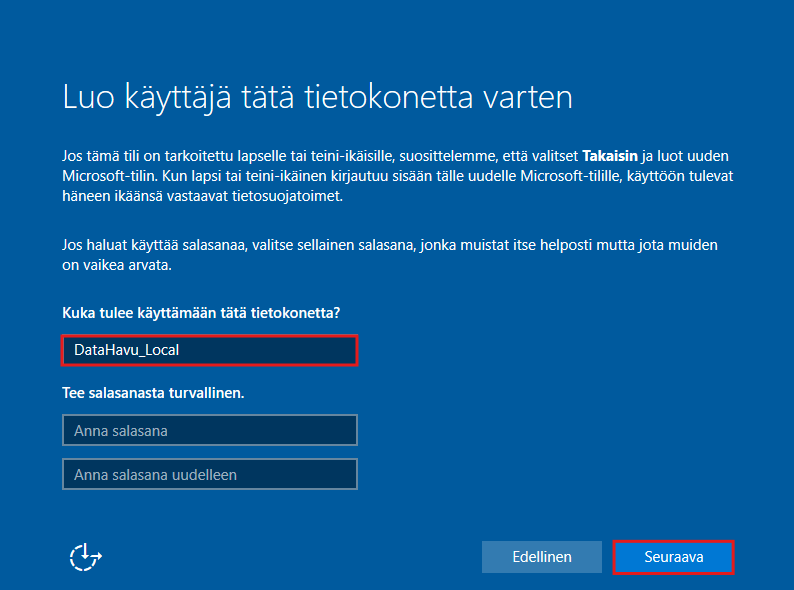 Luo käyttäjä tätä tietokonetta varten
Jos tämä tili on tarkoitettu lapselle tai teini-ikäisille, suosittelemme, että valitset Takaisin ja luot uuden
Microsoft-tilin. Kun lapsi tai teini-ikäinen kirjautuu sisään tälle uudelle Microsoft-tilille, käyttöön tulevat
häneen ikäänsä vastaavat tietosuojatoimet.
Jos haluat käyttää salasanaa, valitse sellainen salasana, jonka muistat itse helposti mutta jota muiden
on vaikea arvata.
Kuka tulee käyttämään tätä tietokonetta?
DataHavu_Local
Tee salasanasta turvallinen.
Anna salasana
Anna salasana uudelleen
Edellinen
Seuraava